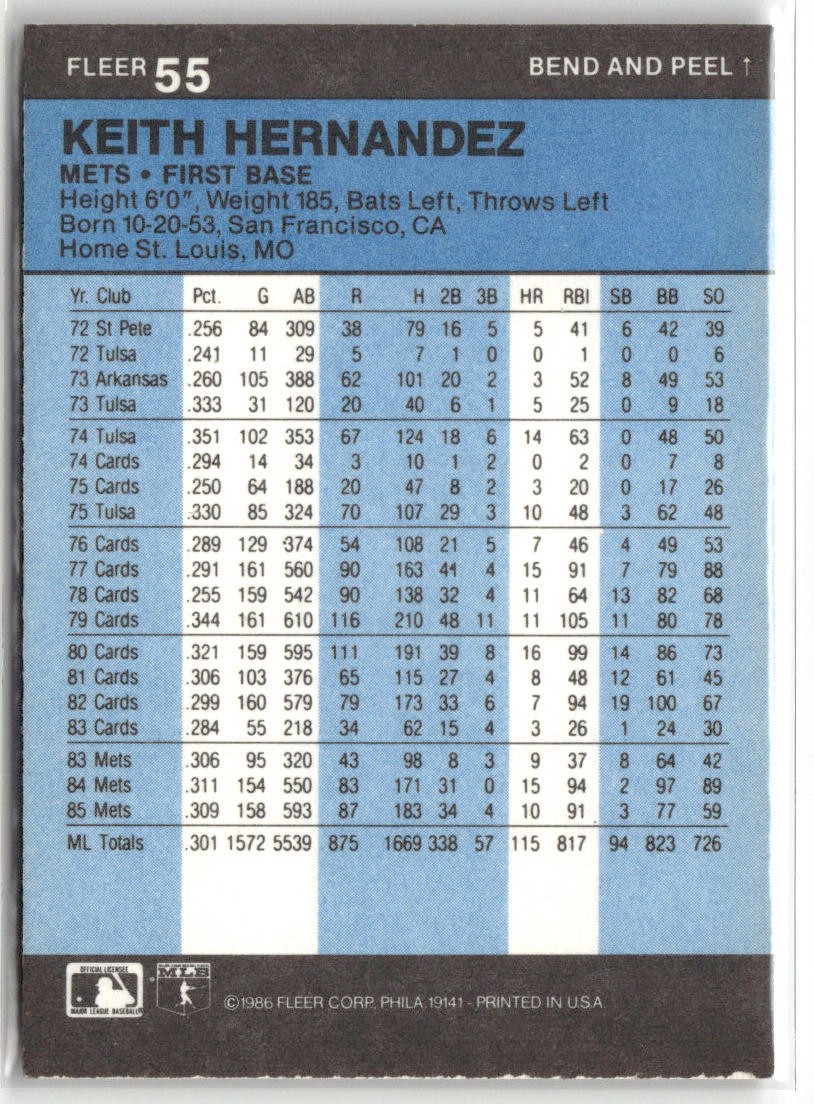 FLEER 55 BEND AND PEEL ↑
KEITH HERNANDEZ
METS • FIRST BASE
Height 6'0", Weight 185, Bats Left, Throws Left
Born 10-20-53, San Francisco, CA
Home St. Louis, MO
Yr. Club Pct. G AB R H 2B 3B HR RBI SB BB SO
72 St Pete .256 84 309 38 79 16 5 5 41 6 42 39
72 Tulsa .241 11 29 5 7 1 0 0 1 0 0 6
73 Arkansas .260 105 388 62 101 20 2 3 52 8 49 53
73 Tulsa .333 31 120 20 40 6 1 5 25 0 9 18
74 Tulsa .351 102 353 67 124 18 6 14 63 0 48 50
74 Cards .294 14 34 3 10 1 2 0 2 0 7 8
75 Cards .250 64 188 20 47 8 2 3 20 0 17 26
75 Tulsa .330 85 324 70 107 29 3 10 48 3 62 48
76 Cards .289 129 374 54 108 21 5 7 46 4 49 53
77 Cards .291 161 560 90 163 41 4 15 91 7 79 88
78 Cards .255 159 542 90 138 32 4 11 64 13 82 68
79 Cards .344 161 610 116 210 48 11 11 105 11 80 78
80 Cards .321 159 595 111 191 39 8 16 99 14 86 73
81 Cards .306 103 376 65 115 27 4 8 48 12 61 45
82 Cards .299 160 579 79 173 33 6 7 94 19 100 67
83 Cards .284 55 218 34 62 15 4 3 26 1 24 30
83 Mets .306 95 320 43 98 8 3 9 37 8 64 42
84 Mets .311 154 550 83 171 31 0 15 94 2 97 89
85 Mets .309 158 593 87 183 34 4 10 91 3 77 59
ML Totals .301 1572 5539 875 1669 338 57 115 817 94 823 726
OFFICIAL LICENSEE
MAJOR LEAGUE BASEBALL
MLB
©1986 FLEER CORP. PHILA. 19141 - PRINTED IN U.S.A.